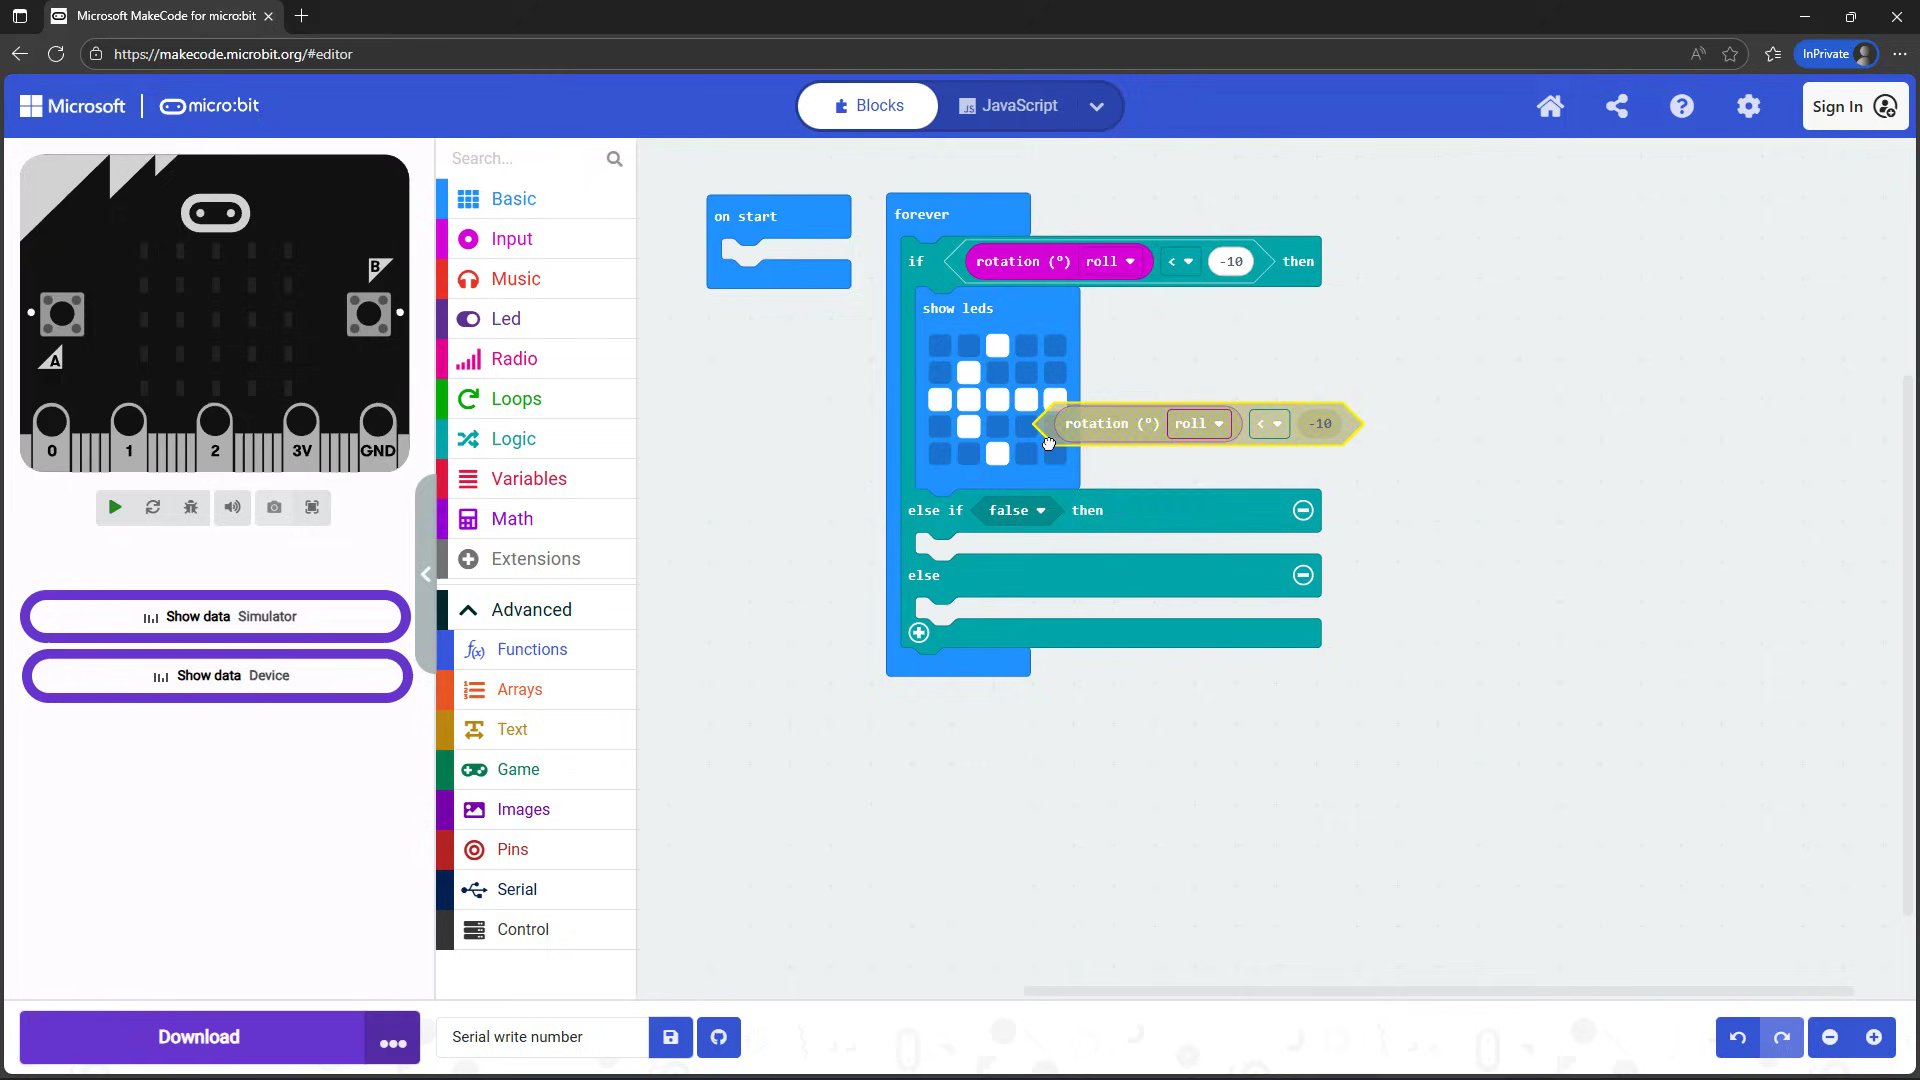 Microsoft MakeCode for micro:bit
https://makecode.microbit.org/#editor
InPrivate
Microsoft
micro:bit
Blocks
JS
JavaScript
Sign In
B
A
0
1
2
3V
GND
Show data Simulator
Show data Device
Search...
Basic
Input
Music
Led
Radio
Loops
Logic
Variables
Math
Extensions
Advanced
f(x) Functions
Arrays
Text
Game
Images
Pins
Serial
Control
on start
forever
if rotation (°) roll < -10 then
show leds
rotation (°) roll < -10
else if false then
else
Download
Serial write number